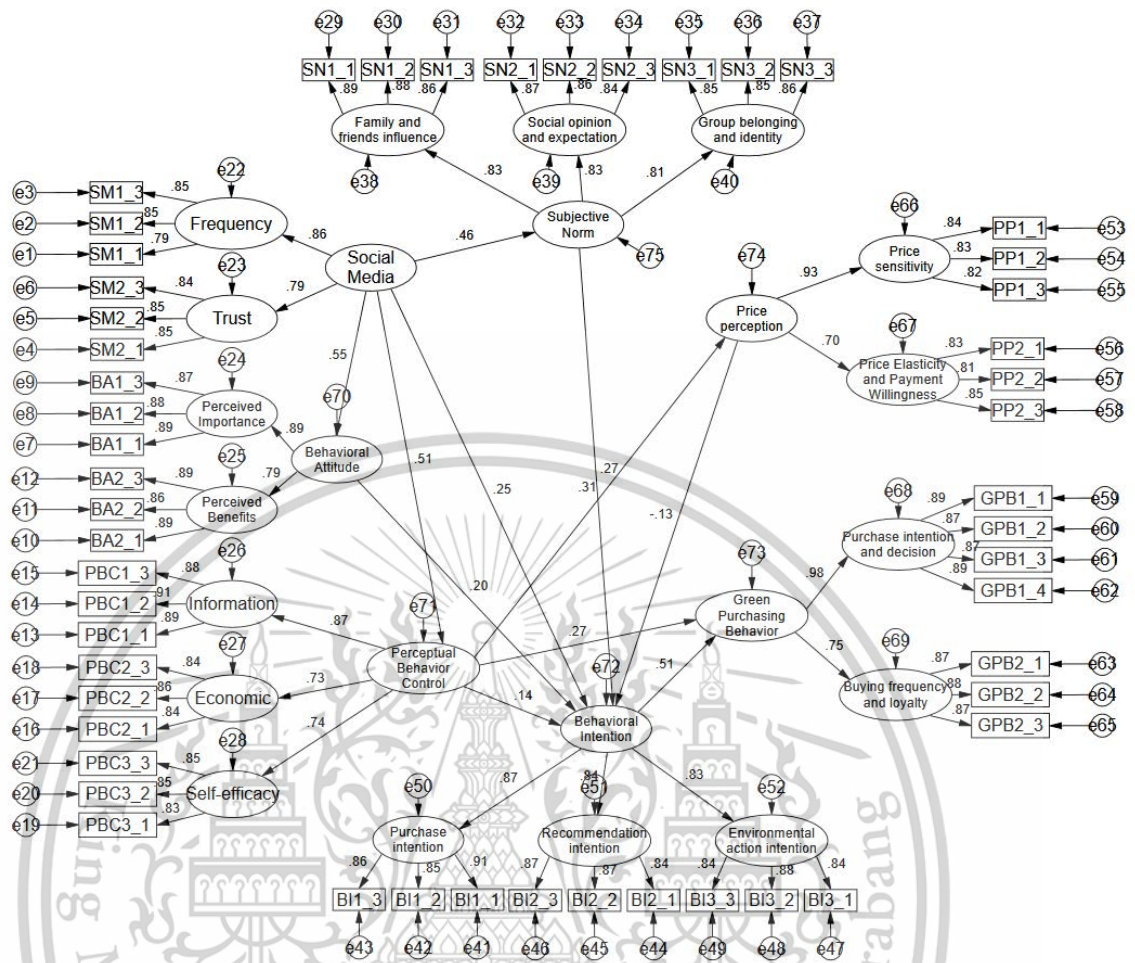 e29 e30 e31 e32 e33 e34 e35 e36 e37
SN1_1 SN1_2 SN1_3 SN2_1 SN2_2 SN2_3 SN3_1 SN3_2 SN3_3
.89 .88 .86 .87 .86 .84 .85 .85 .86
Family and
friends influence
Social opinion
and expectation
Group belonging
and identity
e38 e39 e40
.83 .83 .81
Subjective
Norm
e75
e22
e3 SM1_3 .85
e2 SM1_2 .85
e1 SM1_1 .79
Frequency
.86
Social
Media
.46
e23
e6 SM2_3 .84
e5 SM2_2 .85
e4 SM2_1 .85
Trust
.79
e24
e9 BA1_3 .87
e8 BA1_2 .88
e7 BA1_1 .89
Perceived
Importance
.55
e70
.89
Behavioral
Attitude
.79
e25
e12 BA2_3 .89
e11 BA2_2 .86
e10 BA2_1 .89
Perceived
Benefits
.51
.25
.27
.31
-.13
.20
e26
e15 PBC1_3 .88
e14 PBC1_2 .91
e13 PBC1_1 .89
Information
.87
e71
Perceptual
Behavior
Control
e27
e18 PBC2_3 .84
e17 PBC2_2 .86
e16 PBC2_1 .84
Economic
.73
.74
e28
e21 PBC3_3 .85
e20 PBC3_2 .85
e19 PBC3_1 .83
Self-efficacy
.27
.14
.51
e72
Behavioral
Intention
e74
Price
perception
.93
.70
e66
Price
sensitivity
.84 PP1_1 e53
.83 PP1_2 e54
.82 PP1_3 e55
e67
Price Elasticity
and Payment
Willingness
.83 PP2_1 e56
.81 PP2_2 e57
.85 PP2_3 e58
e73
Green
Purchasing
Behavior
.98
.75
e68
Purchase intention
and decision
.89 GPB1_1 e59
.87 GPB1_2 e60
.87 GPB1_3 e61
.89 GPB1_4 e62
e69
Buying frequency
and loyalty
.87 GPB2_1 e63
.88 GPB2_2 e64
.87 GPB2_3 e65
.87 .84 .83
e50 e51 e52
Purchase
intention
Recommendation
intention
Environmental
action intention
.86 .85 .91 .87 .87 .84 .84 .88 .84
BI1_3 BI1_2 BI1_1 BI2_3 BI2_2 BI2_1 BI3_3 BI3_2 BI3_1
e43 e42 e41 e46 e45 e44 e49 e48 e47